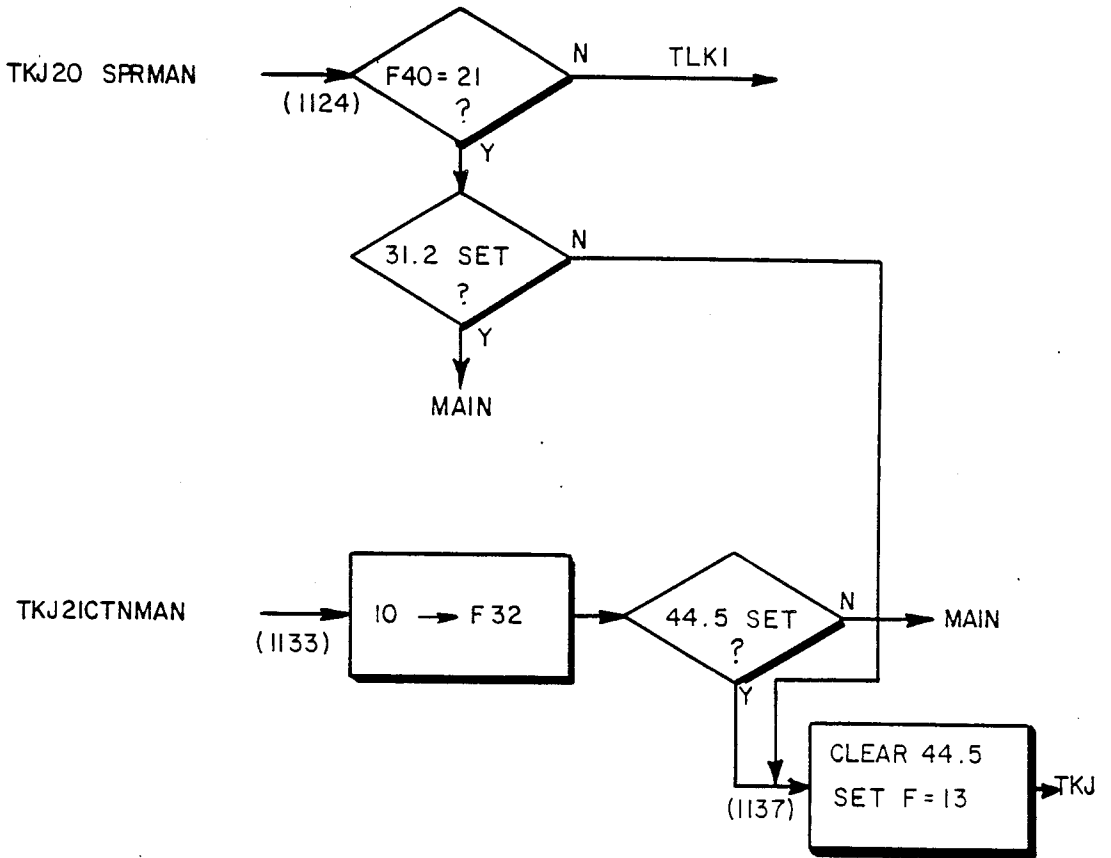 TKJ20 SPRMAN
(1124)
F40=21
?
N
TLK1
Y
31.2 SET
?
N
Y
MAIN
TKJ21CTNMAN
(1133)
10 → F32
44.5 SET
?
N
MAIN
Y
(1137)
CLEAR 44.5
SET F=13
TKJ